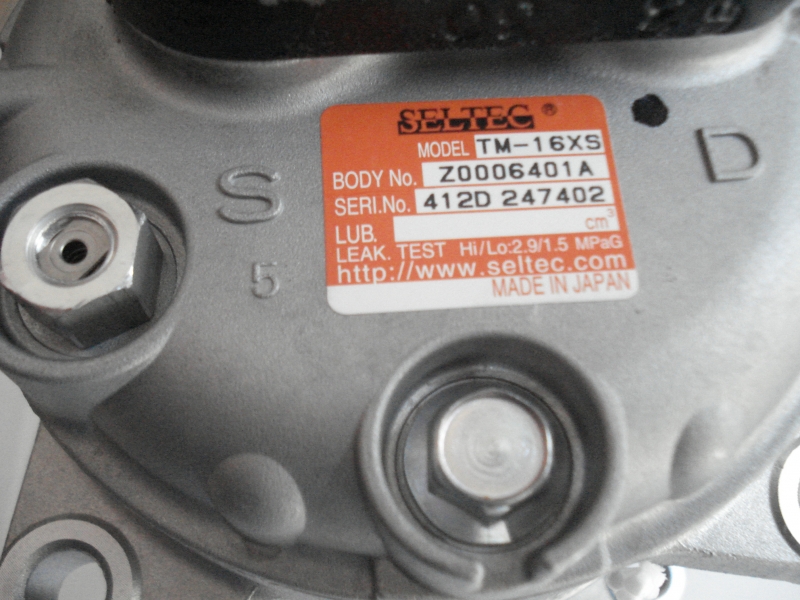 SELTEC ®
MODEL TM-16XS
BODY No. Z0006401A
SERI.No. 412D 247402
LUB. cm³
LEAK. TEST Hi/Lo:2.9/1.5 MPaG
http://www.seltec.com
MADE IN JAPAN
S
D
5